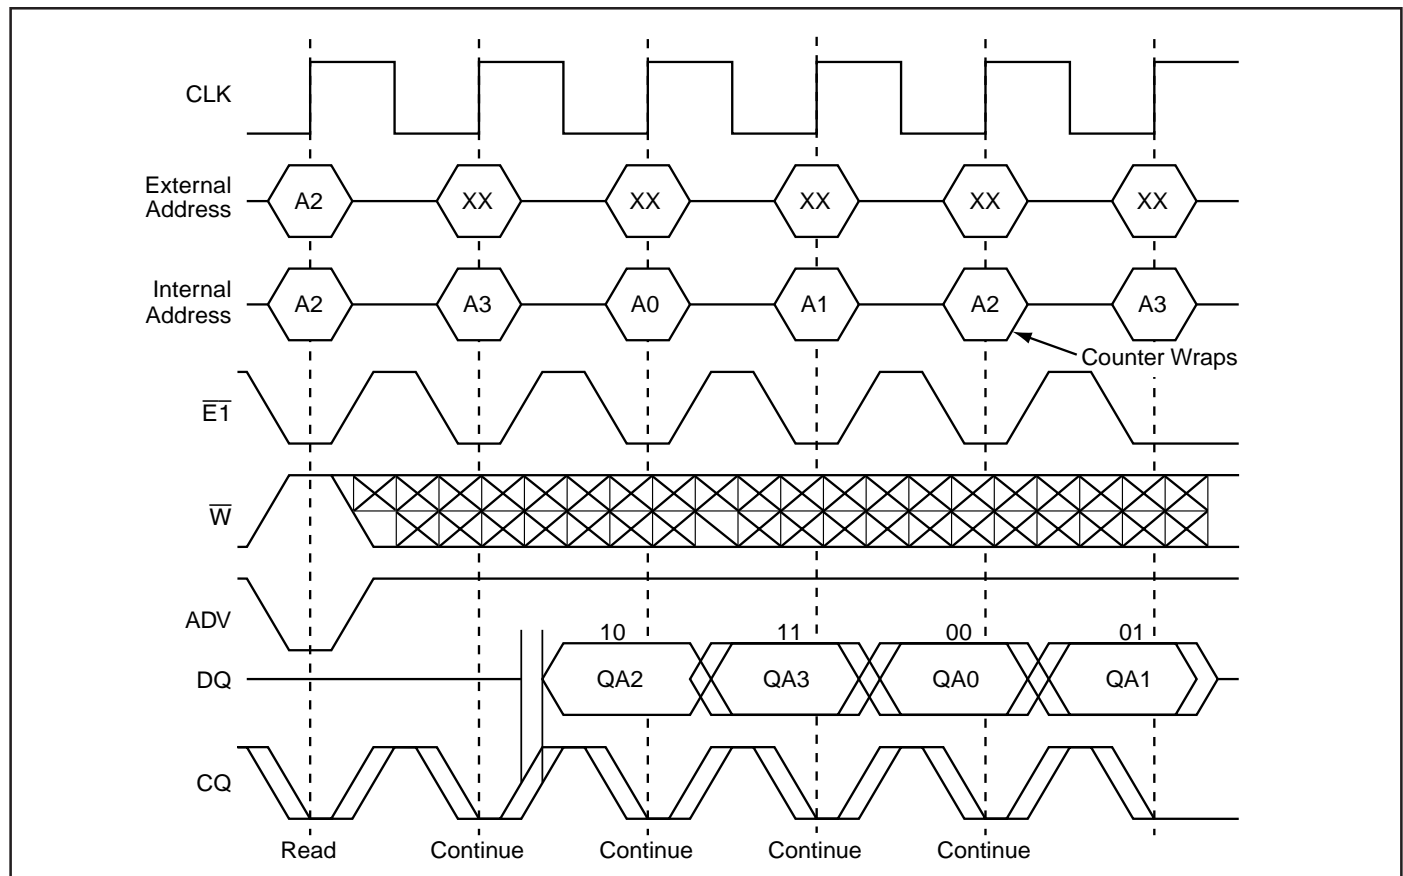 CLK
External
Address
A2 XX XX XX XX XX
Internal
Address
A2 A3 A0 A1 A2 A3
Counter Wraps
E1
W
ADV
10 11 00 01
DQ
QA2 QA3 QA0 QA1
CQ
Read Continue Continue Continue Continue